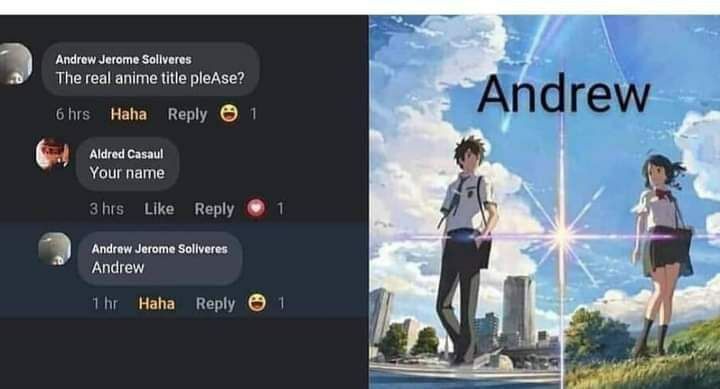 Andrew Jerome Soliveres
The real anime title pleAse?
6 hrs Haha Reply 1
Aldred Casaul
Your name
3 hrs Like Reply 1
Andrew Jerome Soliveres
Andrew
1 hr Haha Reply 1
Andrew